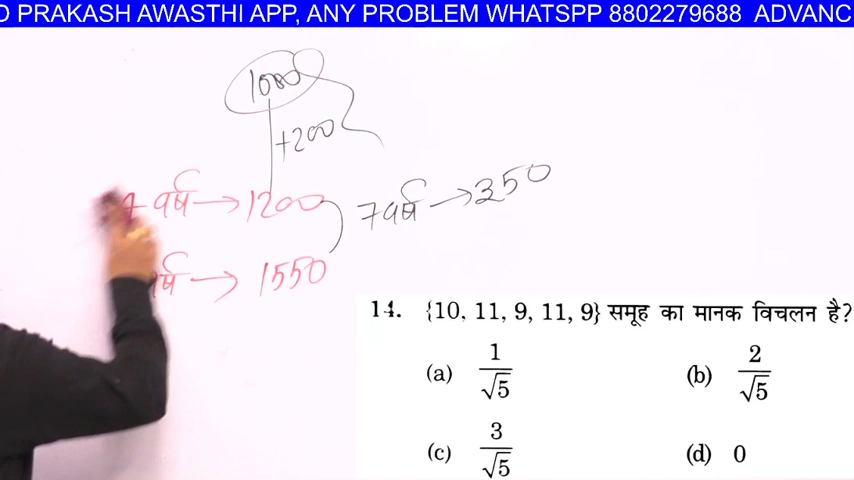 D PRAKASH AWASTHI APP, ANY PROBLEM WHATSPP 8802279688 ADVANC
1000
+200
वर्ष → 1200
7 वर्ष → 350
वर्ष → 1550
14. {10, 11, 9, 11, 9} समूह का मानक विचलन है?
(a) 1/√5
(b) 2/√5
(c) 3/√5
(d) 0